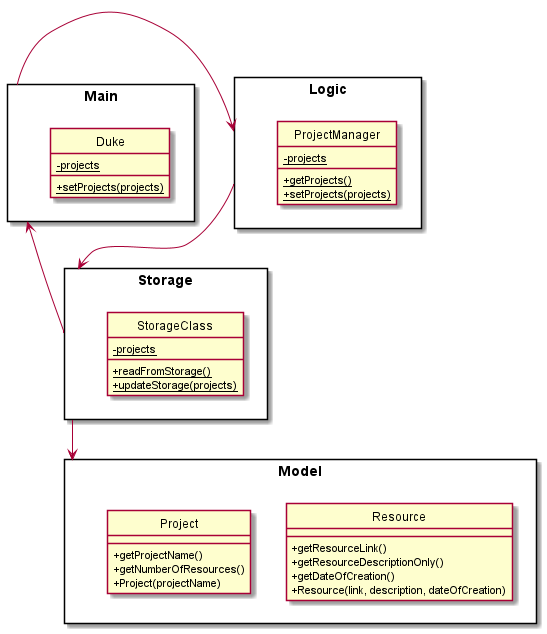 Main
Duke
-projects
+setProjects(projects)
Logic
ProjectManager
-projects
+getProjects()
+setProjects(projects)
Storage
StorageClass
-projects
+readFromStorage()
+updateStorage(projects)
Model
Project
+getProjectName()
+getNumberOfResources()
+Project(projectName)
Resource
+getResourceLink()
+getResourceDescriptionOnly()
+getDateOfCreation()
+Resource(link, description, dateOfCreation)